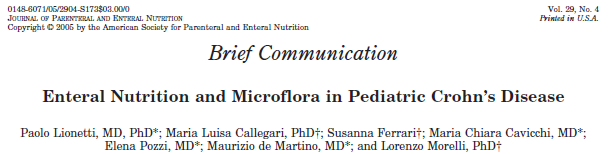 0148-6071/05/2904-S173$03.00/0
Vol. 29, No. 4
JOURNAL OF PARENTERAL AND ENTERAL NUTRITION
Printed in U.S.A.
Copyright © 2005 by the American Society for Parenteral and Enteral Nutrition
Brief Communication
Enteral Nutrition and Microflora in Pediatric Crohn's Disease
Paolo Lionetti, MD, PhD*; Maria Luisa Callegari, PhD†; Susanna Ferrari†; Maria Chiara Cavicchi, MD*;
Elena Pozzi, MD*; Maurizio de Martino, MD*; and Lorenzo Morelli, PhD†